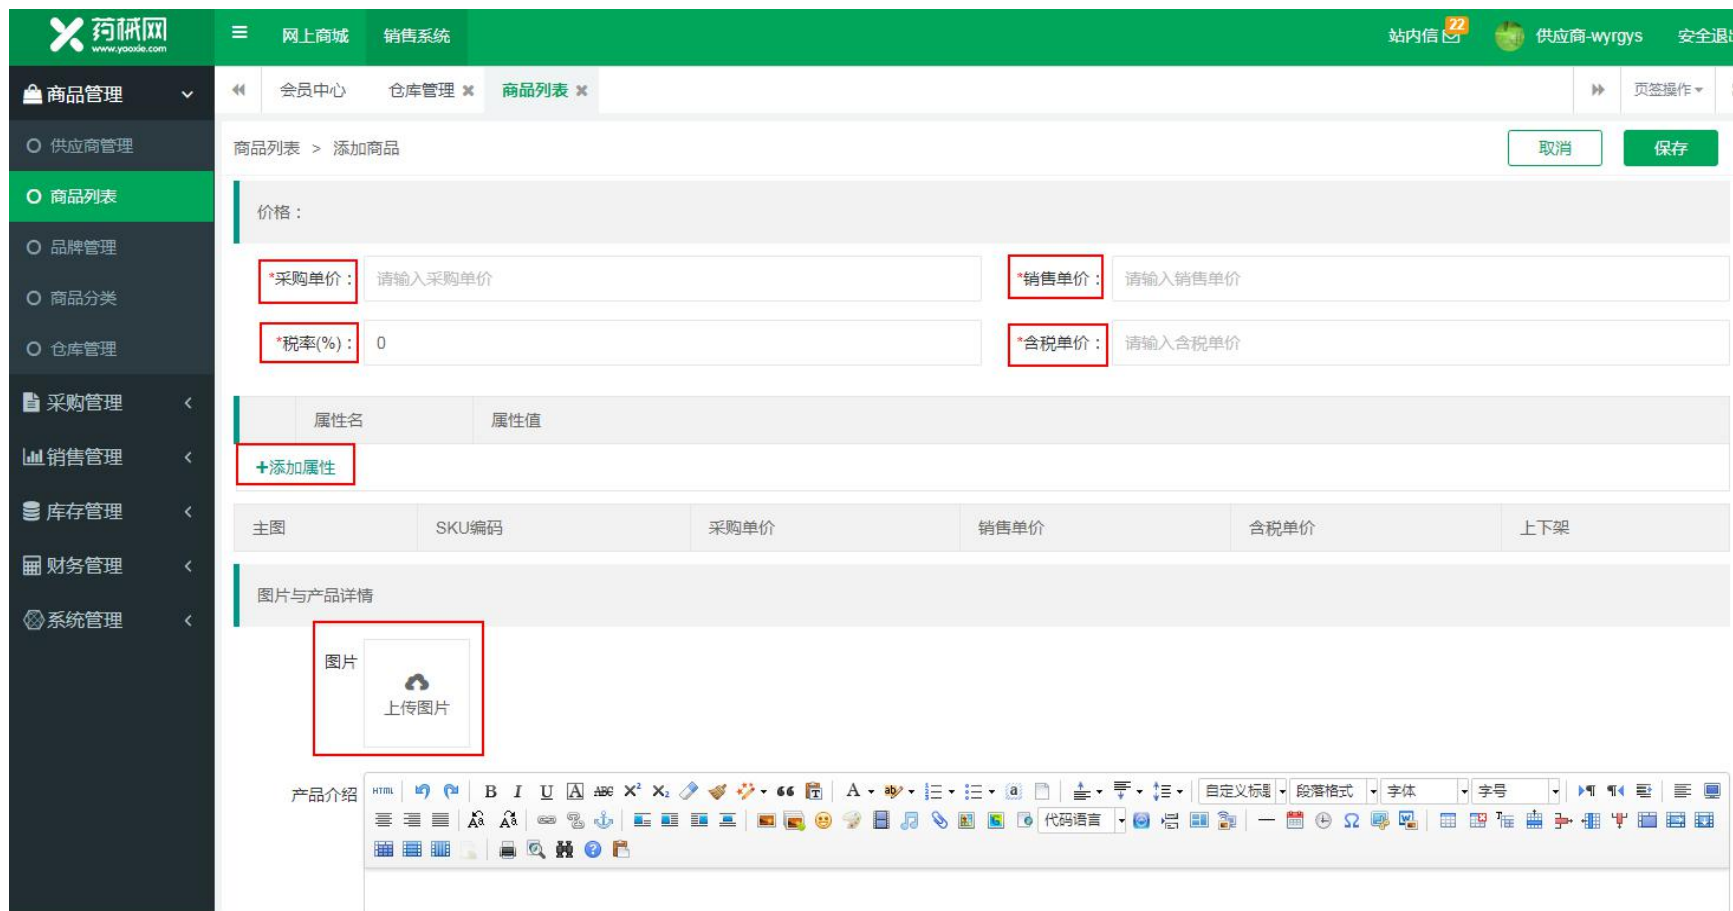 药械网
www.yaoxie.com
网上商城 销售系统
站内信 22 供应商-wyrgys 安全退出
商品管理
供应商管理
商品列表
品牌管理
商品分类
仓库管理
采购管理
销售管理
库存管理
财务管理
系统管理
会员中心 仓库管理 商品列表 页签操作
商品列表 > 添加商品 取消 保存
价格：
*采购单价： 请输入采购单价 *销售单价： 请输入销售单价
*税率(%)： 0 *含税单价： 请输入含税单价
属性名 属性值
+添加属性
主图 SKU编码 采购单价 销售单价 含税单价 上下架
图片与产品详情
图片
上传图片
产品介绍
HTML B I U A ABC X² X₂ A 自定义标题 段落格式 字体 字号
代码语言